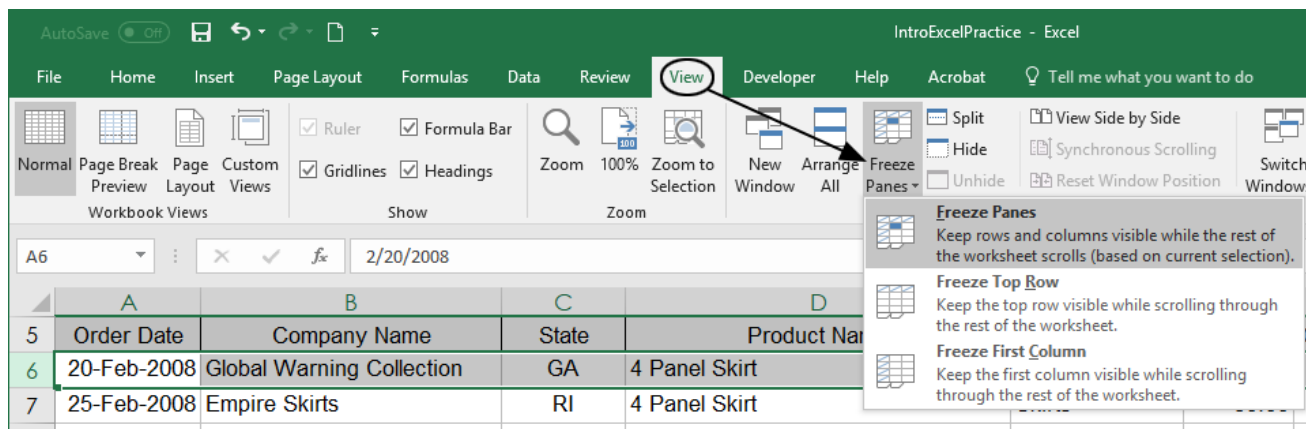 AutoSave Off IntroExcelPractice - Excel
File Home Insert Page Layout Formulas Data Review View Developer Help Acrobat Tell me what you want to do
Normal
Page Break
Preview
Page
Layout
Custom
Views
Workbook Views
Ruler
Formula Bar
Gridlines
Headings
Show
Zoom
100
100%
Zoom to
Selection
Zoom
New
Window
Arrange
All
Freeze
Panes
Split
Hide
Unhide
View Side by Side
Synchronous Scrolling
Reset Window Position
Switch
Window
Freeze Panes
Keep rows and columns visible while the rest of
the worksheet scrolls (based on current selection).
Freeze Top Row
Keep the top row visible while scrolling through
the rest of the worksheet.
Freeze First Column
Keep the first column visible while scrolling
through the rest of the worksheet.
A6 fx 2/20/2008
A B C D
5 Order Date Company Name State Product Nar
6 20-Feb-2008 Global Warning Collection GA 4 Panel Skirt
7 25-Feb-2008 Empire Skirts RI 4 Panel Skirt